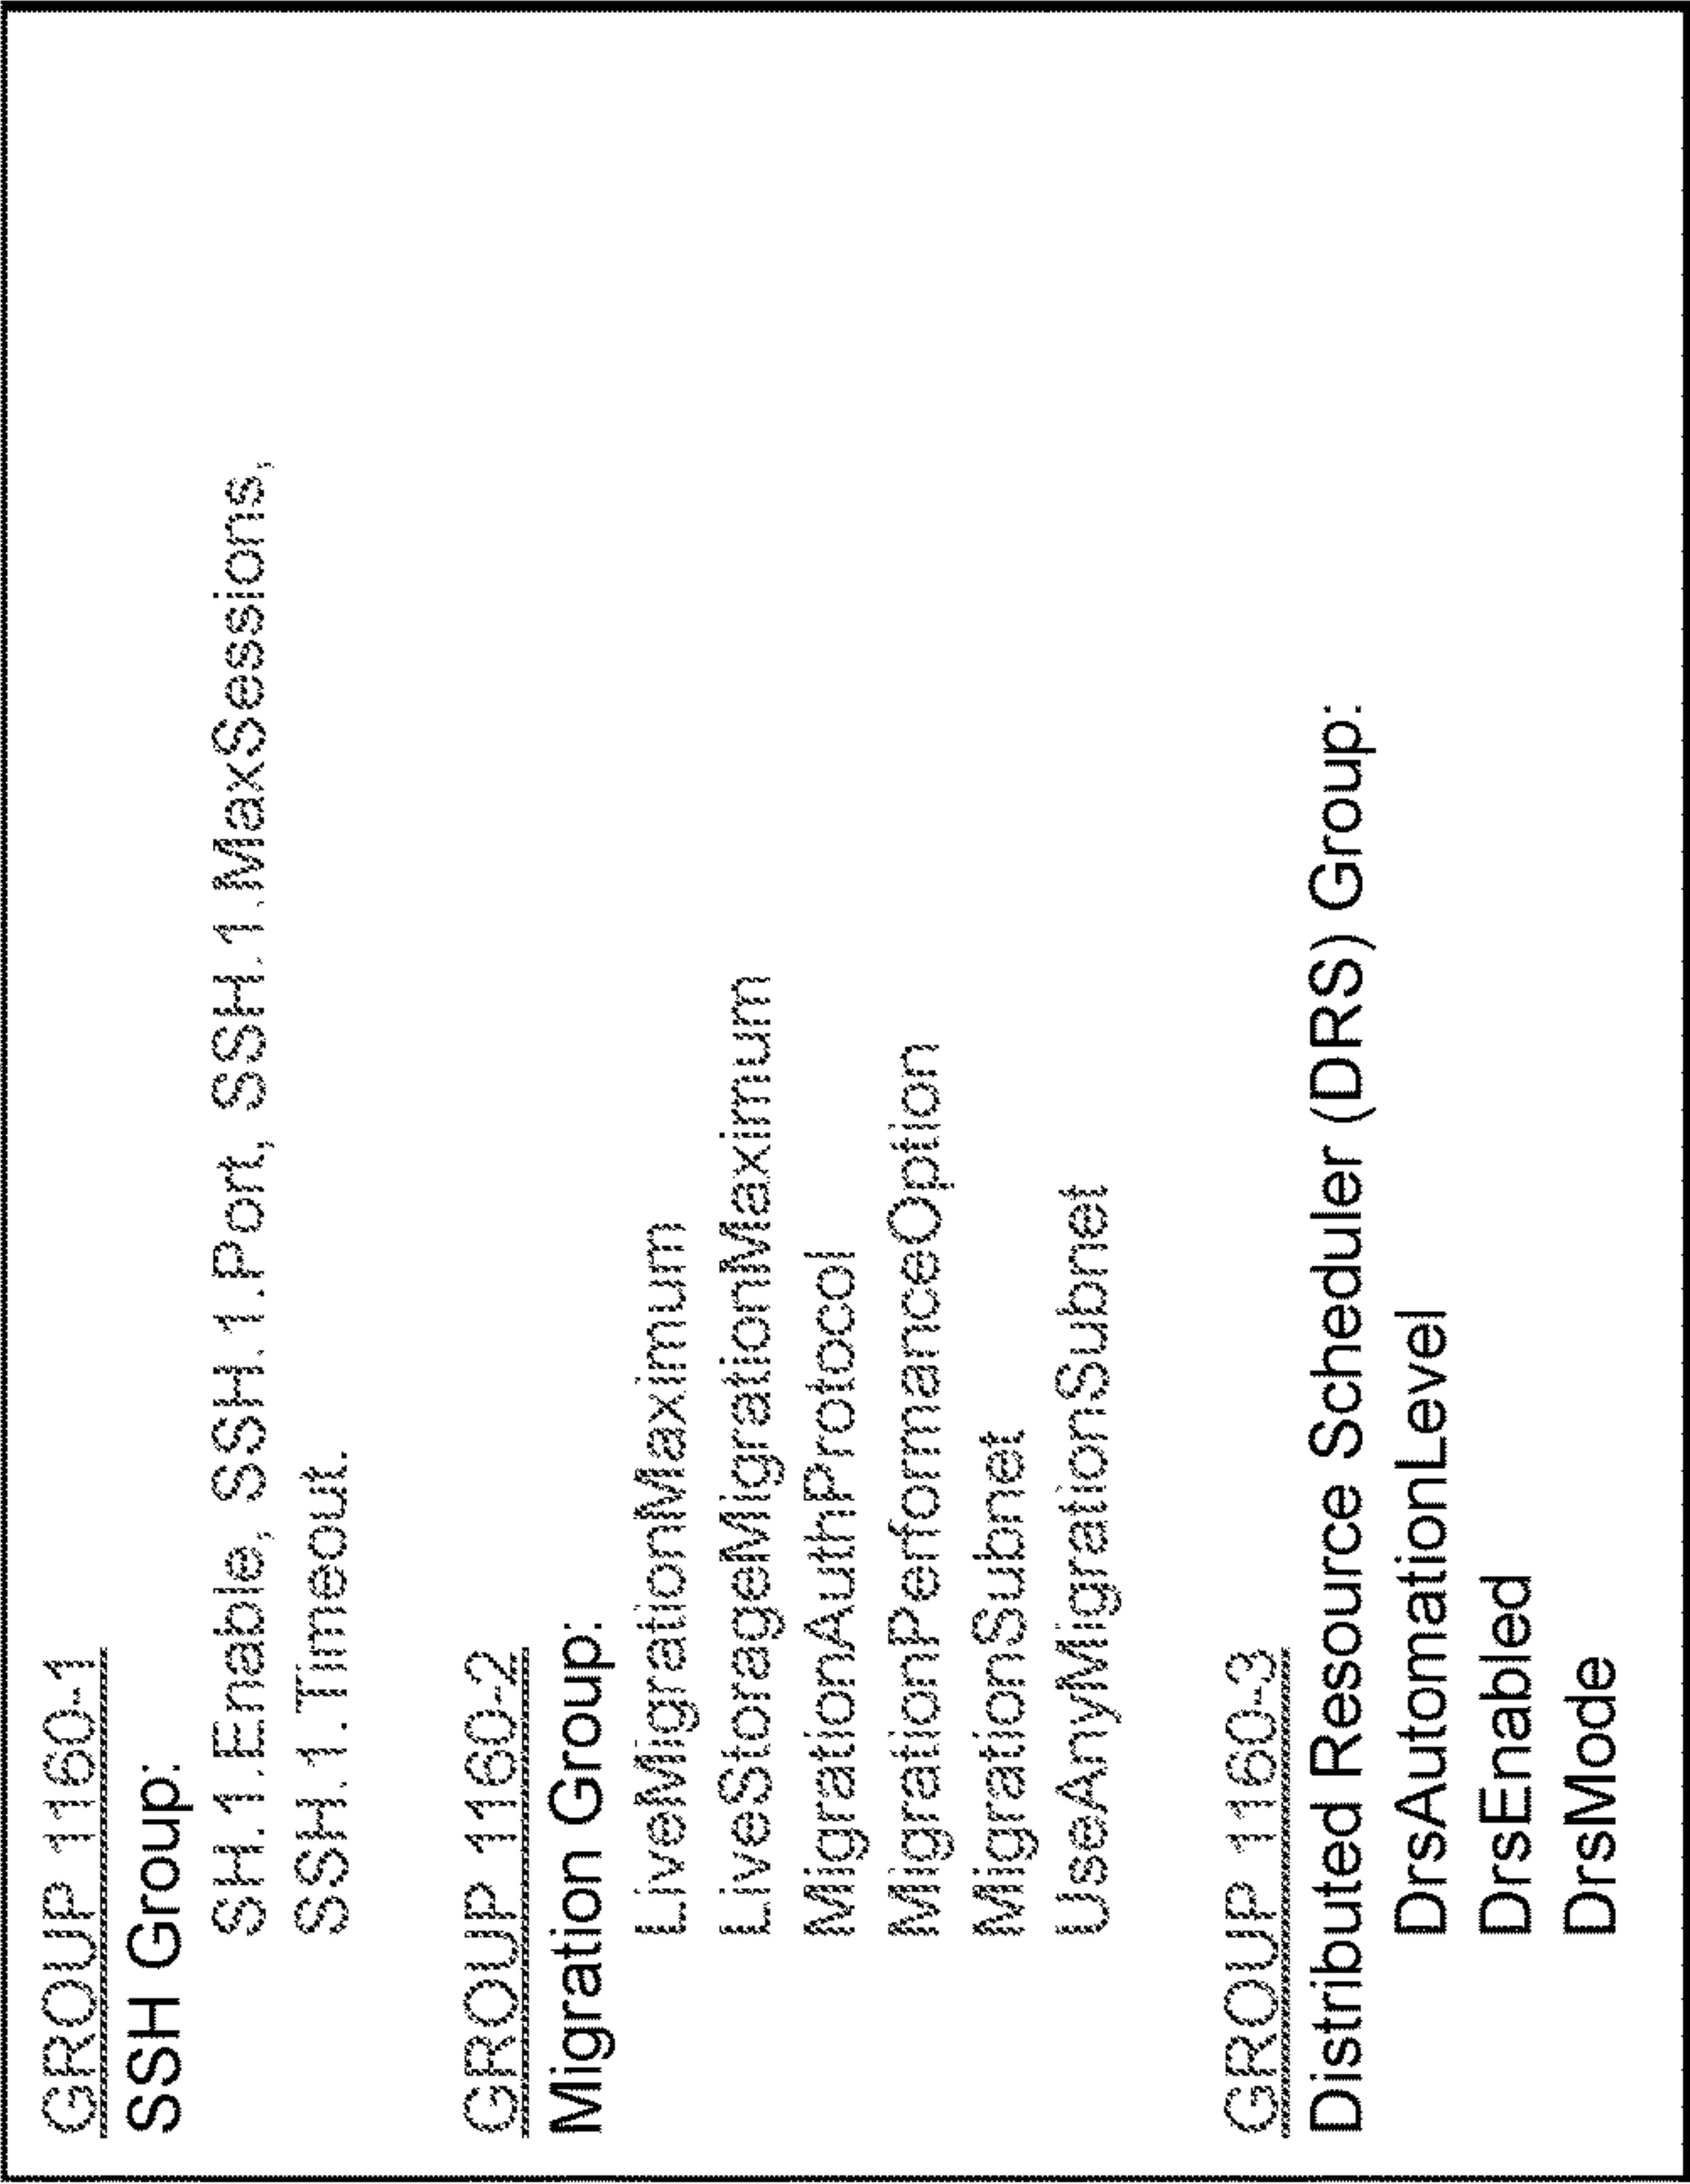 GROUP 1160-1
SSH Group:
SH.1.Enable, SSH.1.Port, SSH.1.MaxSessions,
SSH.1.Timeout.
GROUP 1160-2
Migration Group:
LiveMigrationMaximum
LiveStorageMigrationMaximum
MigrationAuthProtocol
MigrationPerformanceOption
MigrationSubnet
UseAnyMigrationSubnet
GROUP 1160-3
Distributed Resource Scheduler (DRS) Group:
DrsAutomationLevel
DrsEnabled
DrsMode